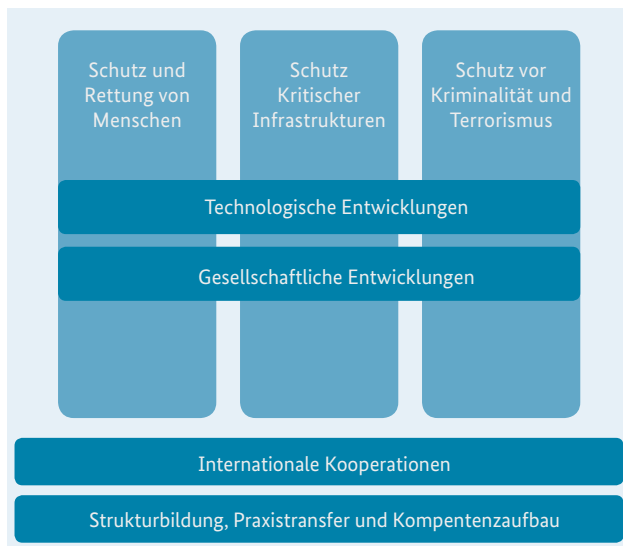 Schutz und
Rettung von
Menschen
Schutz
Kritischer
Infrastrukturen
Schutz vor
Kriminalität und
Terrorismus
Technologische Entwicklungen
Gesellschaftliche Entwicklungen
Internationale Kooperationen
Strukturbildung, Praxistransfer und Kompentenzaufbau